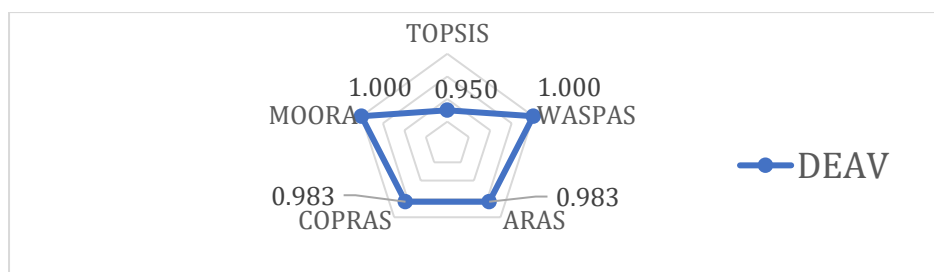 TOPSIS
1.000
0.950
1.000
MOORA
WASPAS
DEAV
0.983
0.983
COPRAS
ARAS